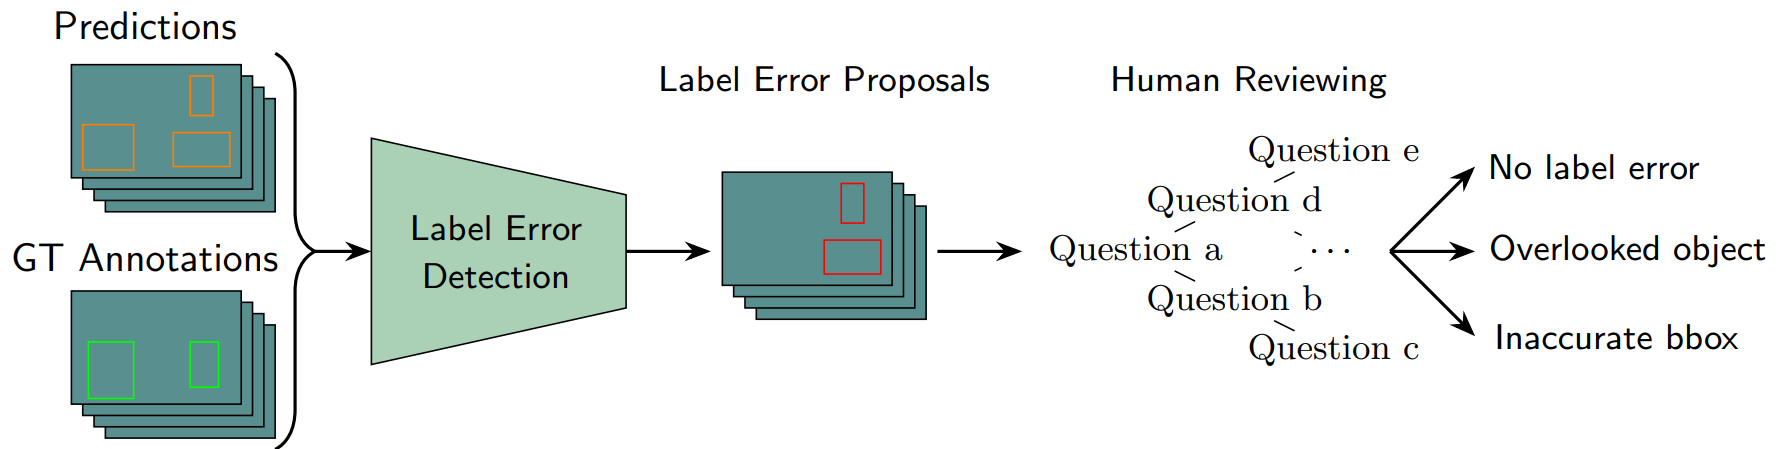 Predictions
GT Annotations
Label Error
Detection
Label Error Proposals
Human Reviewing
Question e
Question d
Question a
...
Question b
Question c
No label error
Overlooked object
Inaccurate bbox